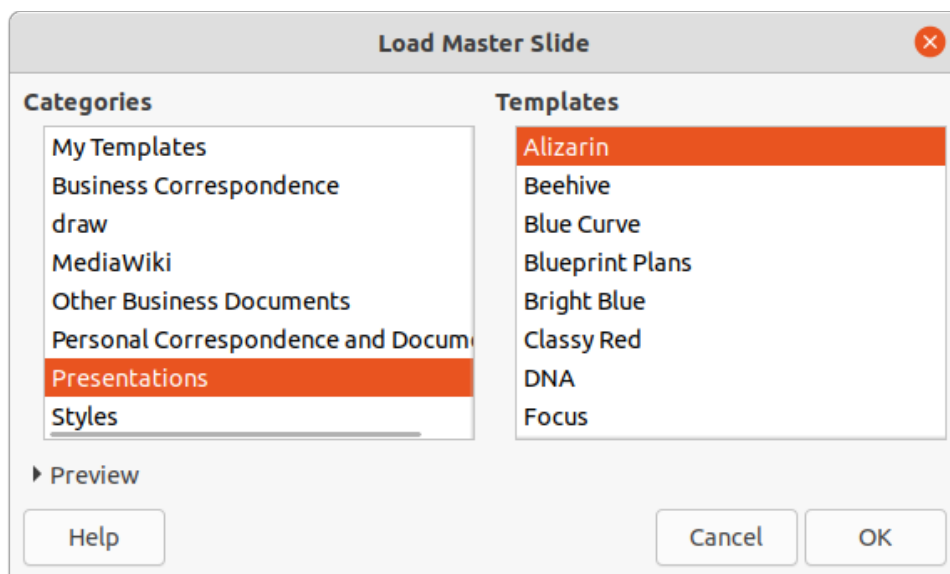 Load Master Slide
Categories
My Templates
Business Correspondence
draw
MediaWiki
Other Business Documents
Personal Correspondence and Docum
Presentations
Styles
Templates
Alizarin
Beehive
Blue Curve
Blueprint Plans
Bright Blue
Classy Red
DNA
Focus
Preview
Help
Cancel
OK